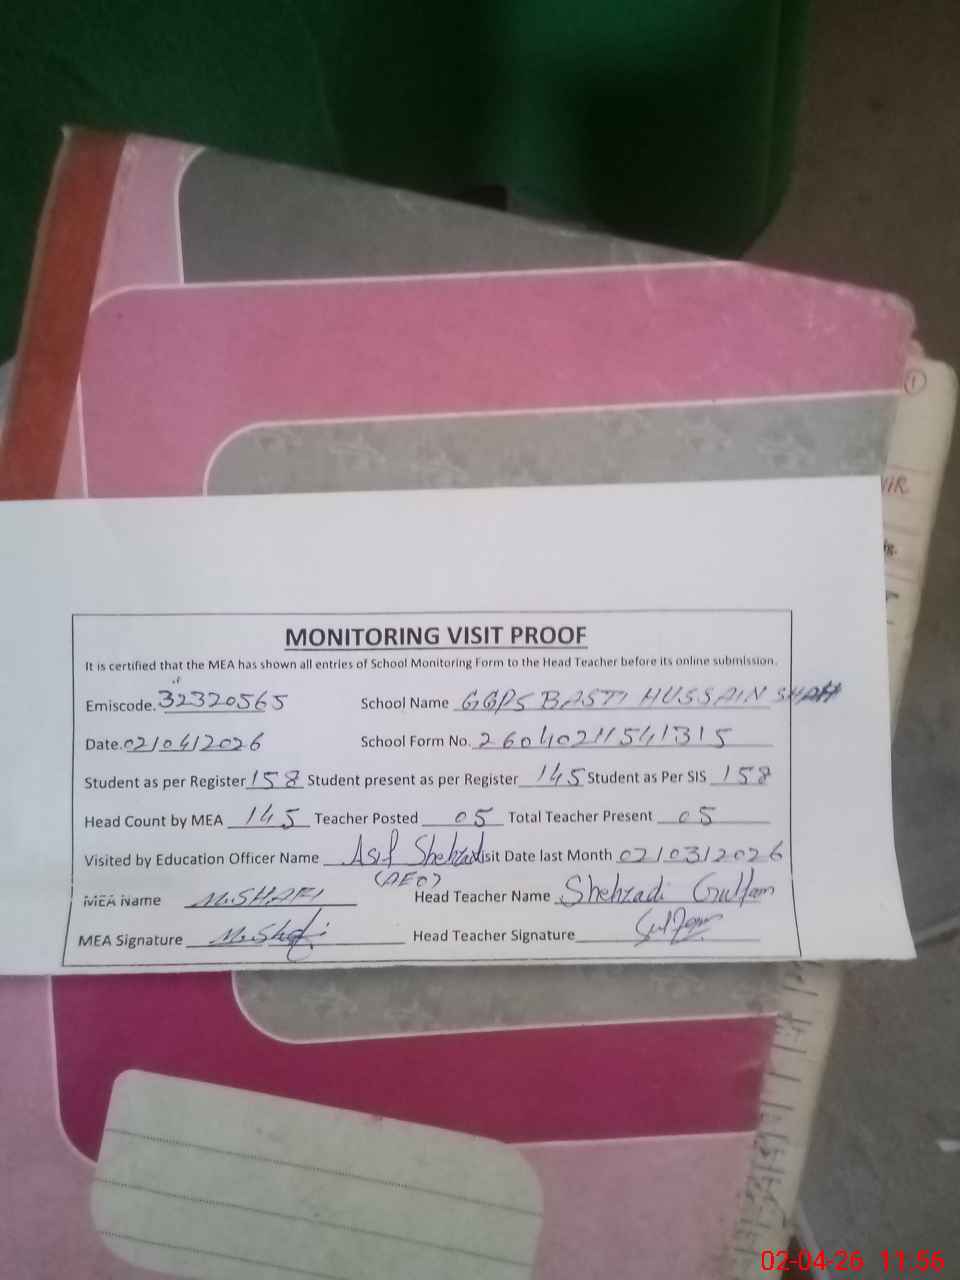 MONITORING VISIT PROOF
It is certified that the MEA has shown all entries of School Monitoring Form to the Head Teacher before its online submission.
Emiscode. 32320565 School Name GGPS BASTI HUSSAIN SHAH
Date. 02/04/2026 School Form No. 26040211541315
Student as per Register 158 Student present as per Register 145 Student as Per SIS 158
Head Count by MEA 145 Teacher Posted 05 Total Teacher Present 05
Visited by Education Officer Name Asif Shehzad Visit Date last Month 02/03/2026
(AEO)
MEA Name M.SHAFI Head Teacher Name Shehzadi Gulfam
MEA Signature M.Shafi Head Teacher Signature Gulfam
1
02-04-26 11:56